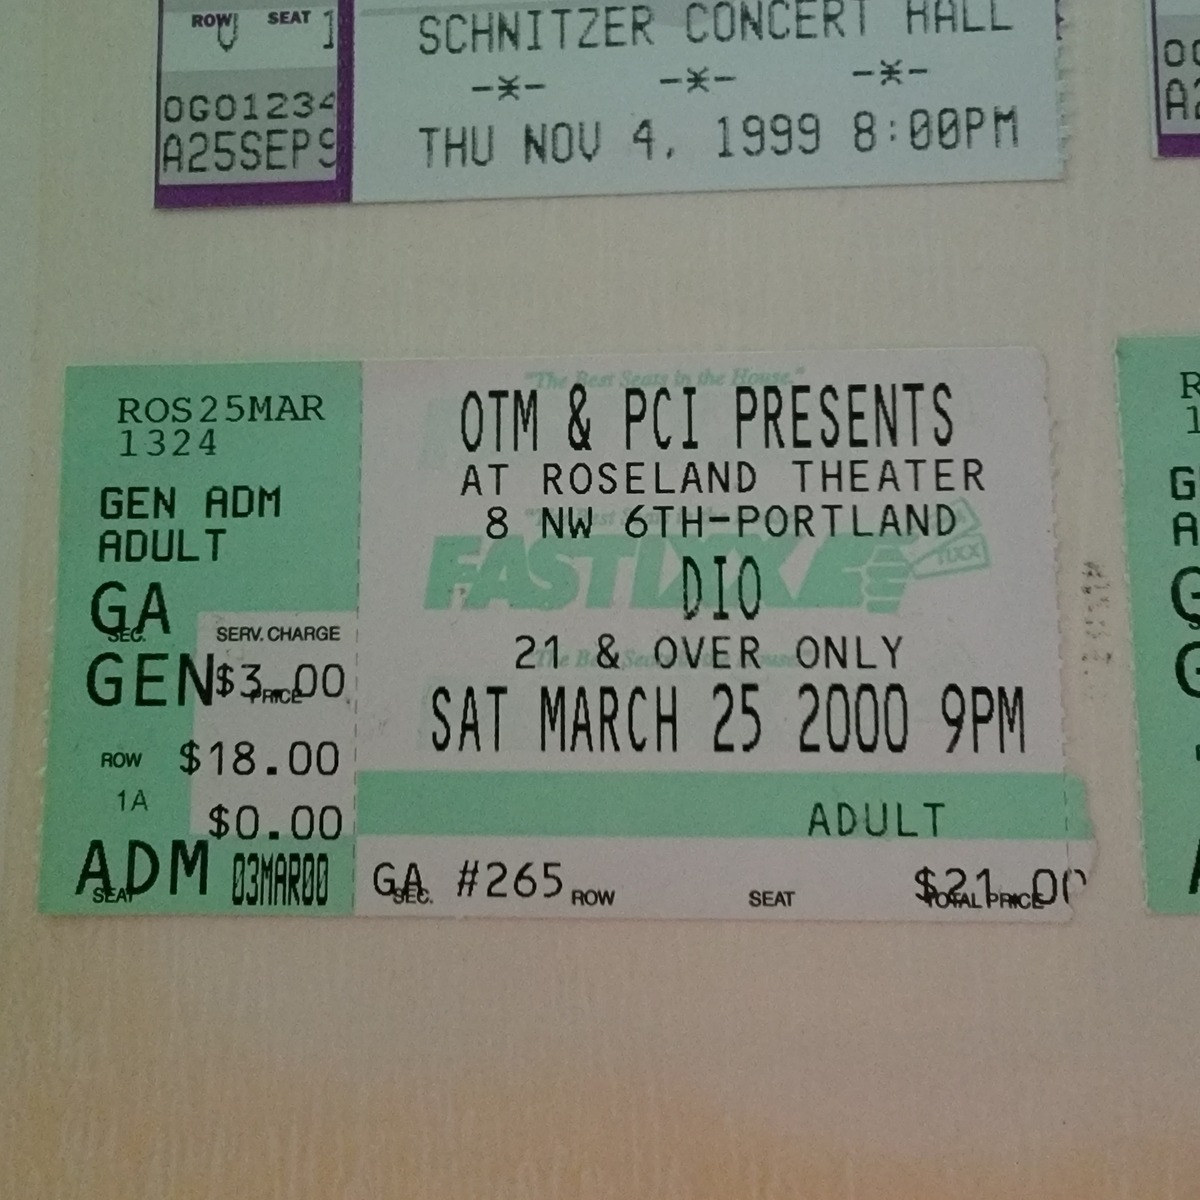 ROW SEAT 1
SCHNITZER CONCERT HALL
-*- -*- -*-
0G01234
A25SEP9
THU NOV 4, 1999 8:00PM
ROS25MAR
1324
GEN ADM
ADULT
GA
SEC.
SERV. CHARGE
GEN $3.00
PRICE
ROW $18.00
1A
$0.00
ADM 03MAR00
SEAT
"The Best Seats in the House."
OTM & PCI PRESENTS
AT ROSELAND THEATER
8 NW 6TH-PORTLAND
FASTIXX
TIXX
DIO
21 & OVER ONLY
SAT MARCH 25 2000 9PM
ADULT
GA #265 ROW SEAT $21.00
SEC. TOTAL PRICE